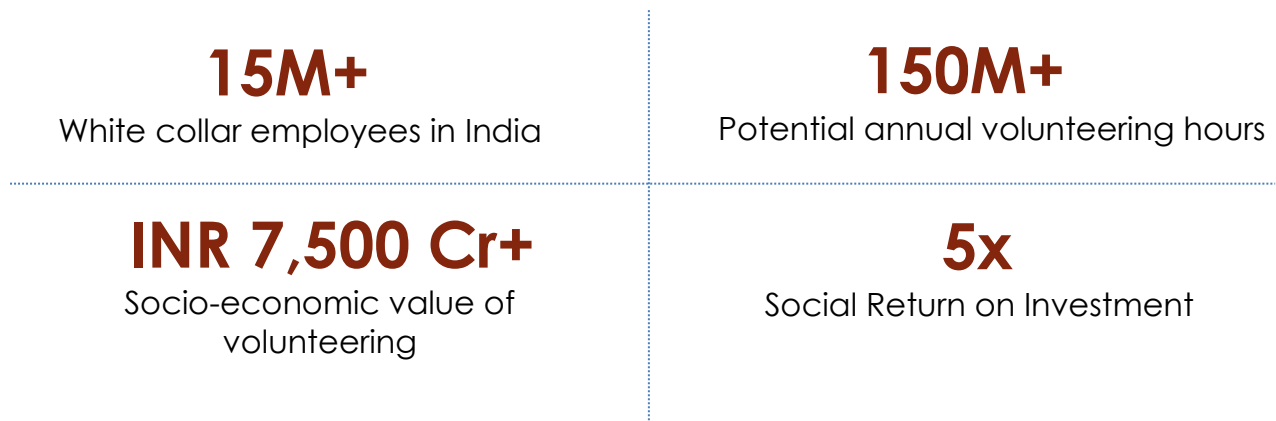 15M+
White collar employees in India
150M+
Potential annual volunteering hours
INR 7,500 Cr+
Socio-economic value of
volunteering
5x
Social Return on Investment